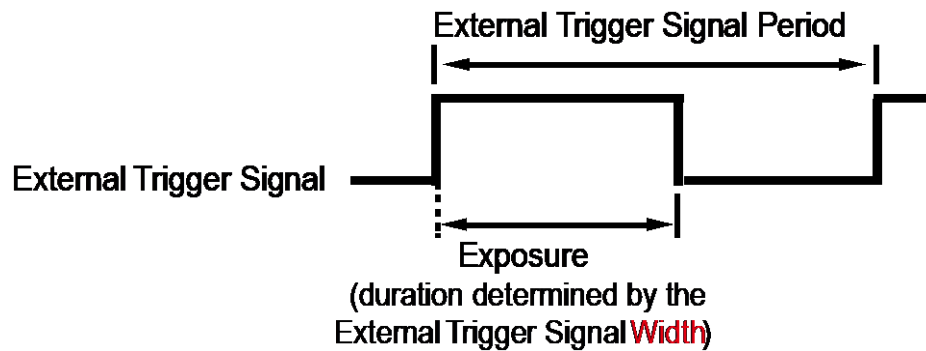 External Trigger Signal Period
External Trigger Signal
Exposure
(duration determined by the
External Trigger Signal Width)